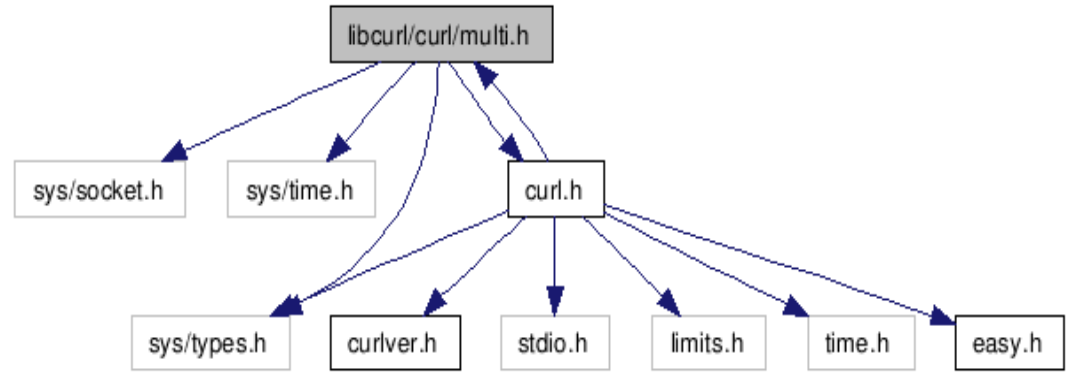 libcurl/curl/multi.h
sys/socket.h
sys/time.h
curl.h
sys/types.h
curlver.h
stdio.h
limits.h
time.h
easy.h